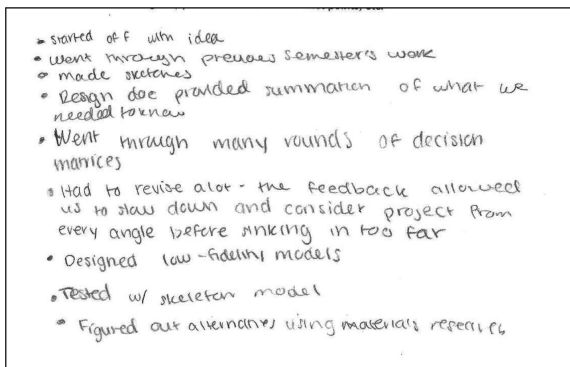 • started off with idea
• Went through previous semester's work
• made sketches
• Design doc provided summation of what we
needed to know
• Went through many rounds of decision
matrices
• Had to revise alot - the feedback allowed
us to slow down and consider project from
every angle before sinking in too far
• Designed low-fidelity models
• Tested w/ skeleton model
• Figured out alternatives using materials research